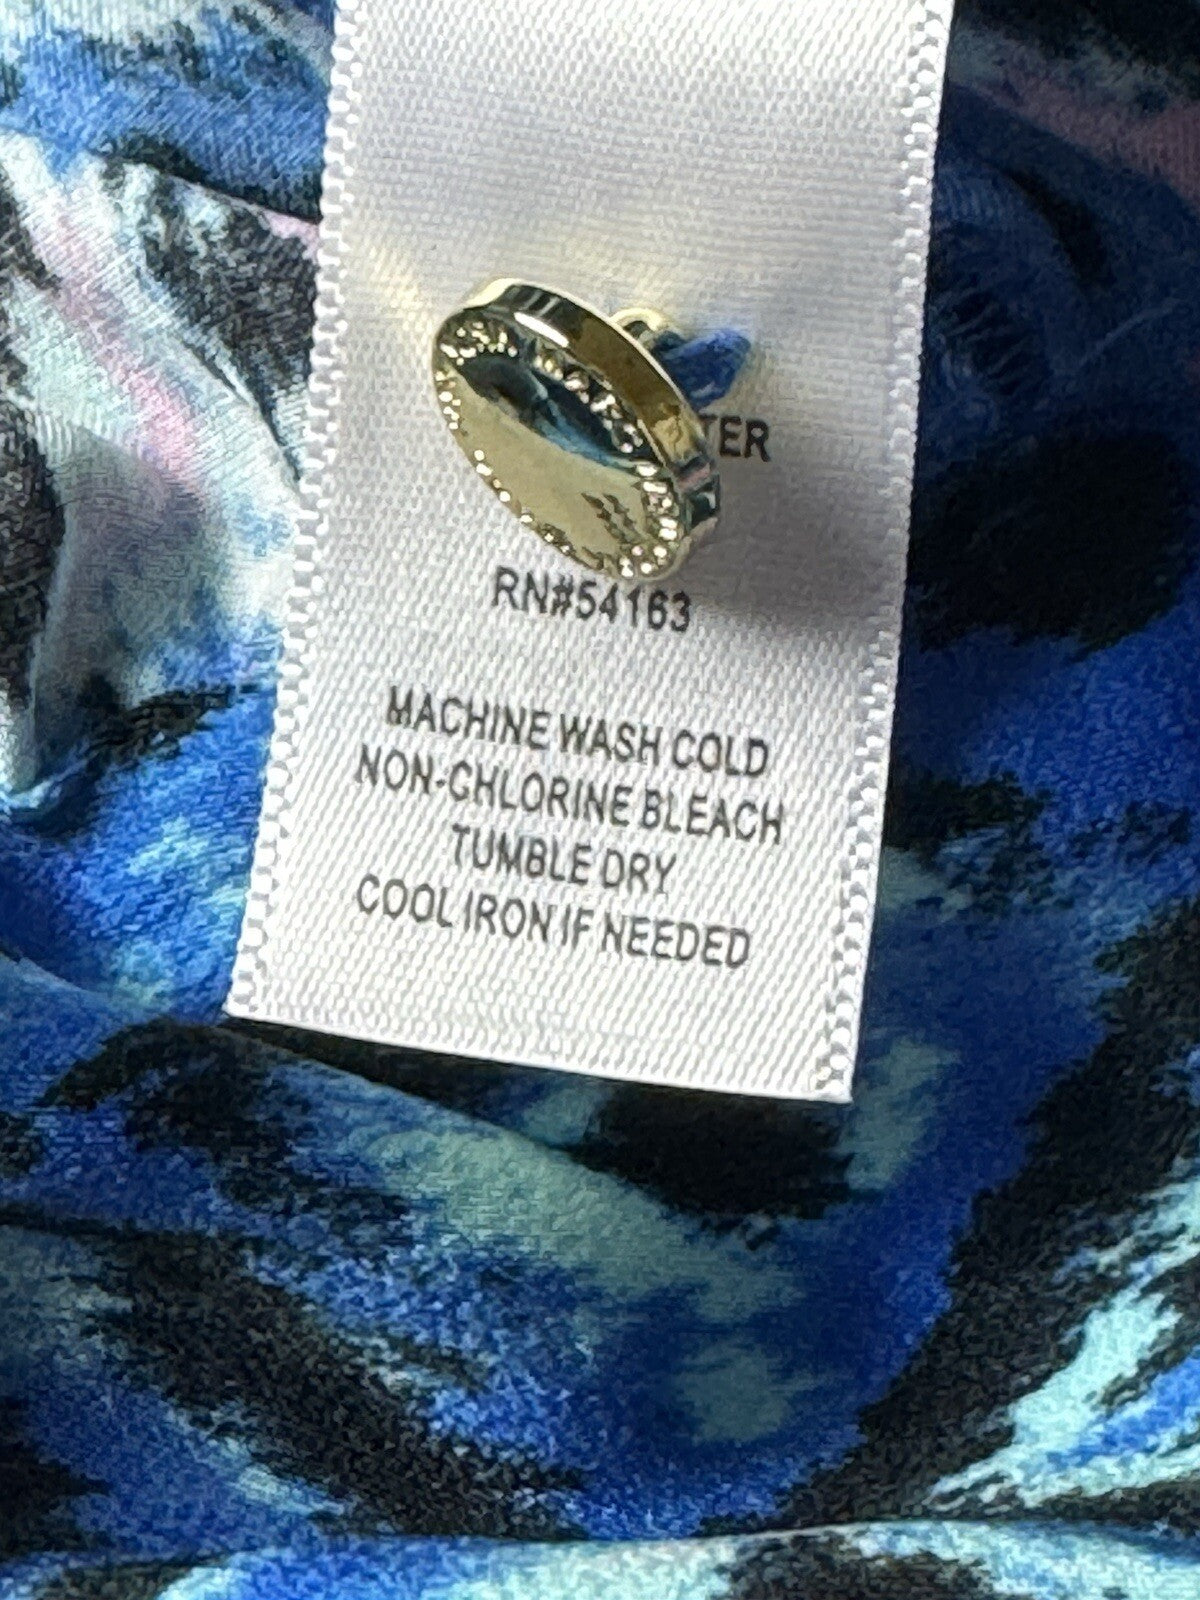 RN#54163
MACHINE WASH COLD
NON-CHLORINE BLEACH
TUMBLE DRY
COOL IRON IF NEEDED